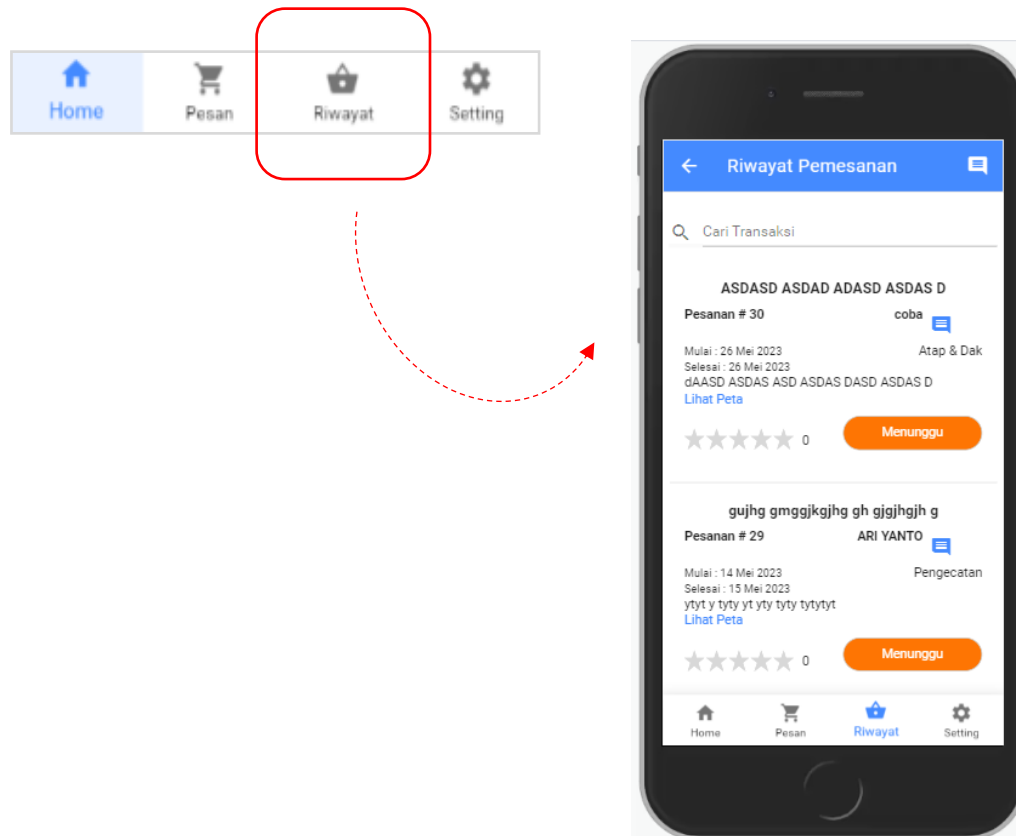 Home Pesan Riwayat Setting
Riwayat Pemesanan
Cari Transaksi
ASDASD ASDAD ADASD ASDAS D
Pesanan # 30 coba
Mulai : 26 Mei 2023 Atap & Dak
Selesai : 26 Mei 2023
dAASD ASDAS ASD ASDAS DASD ASDAS D
Lihat Peta
0 Menunggu
gujhg gmggjkgjhg gh gjgjhgjh g
Pesanan # 29 ARI YANTO
Mulai : 14 Mei 2023 Pengecatan
Selesai : 15 Mei 2023
ytyt y tyty yt yty tyty tytytyt
Lihat Peta
0 Menunggu
Home Pesan Riwayat Setting